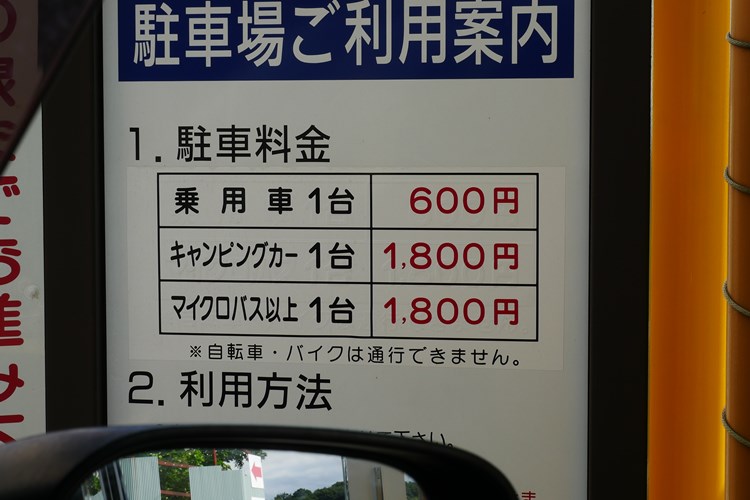 駐車場ご利用案内
1. 駐車料金
乗用車 1台 600円
キャンピングカー 1台 1,800円
マイクロバス以上 1台 1,800円
※自転車・バイクは通行できません。
2. 利用方法
下さい。